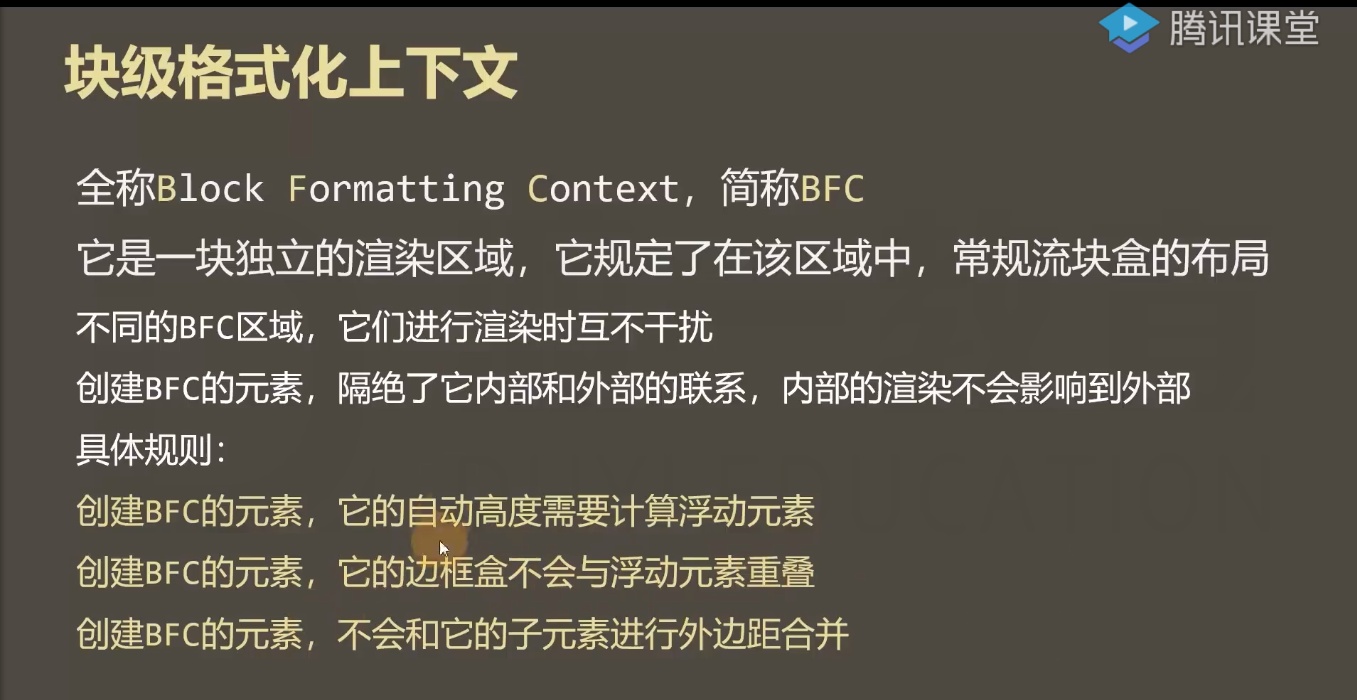 腾讯课堂
块级格式化上下文
全称Block Formatting Context，简称BFC
它是一块独立的渲染区域，它规定了在该区域中，常规流块盒的布局
不同的BFC区域，它们进行渲染时互不干扰
创建BFC的元素，隔绝了它内部和外部的联系，内部的渲染不会影响到外部
具体规则：
创建BFC的元素，它的自动高度需要计算浮动元素
创建BFC的元素，它的边框盒不会与浮动元素重叠
创建BFC的元素，不会和它的子元素进行外边距合并